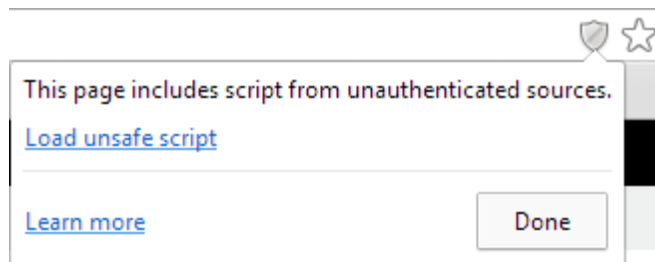 This page includes script from unauthenticated sources.
Load unsafe script
Learn more
Done